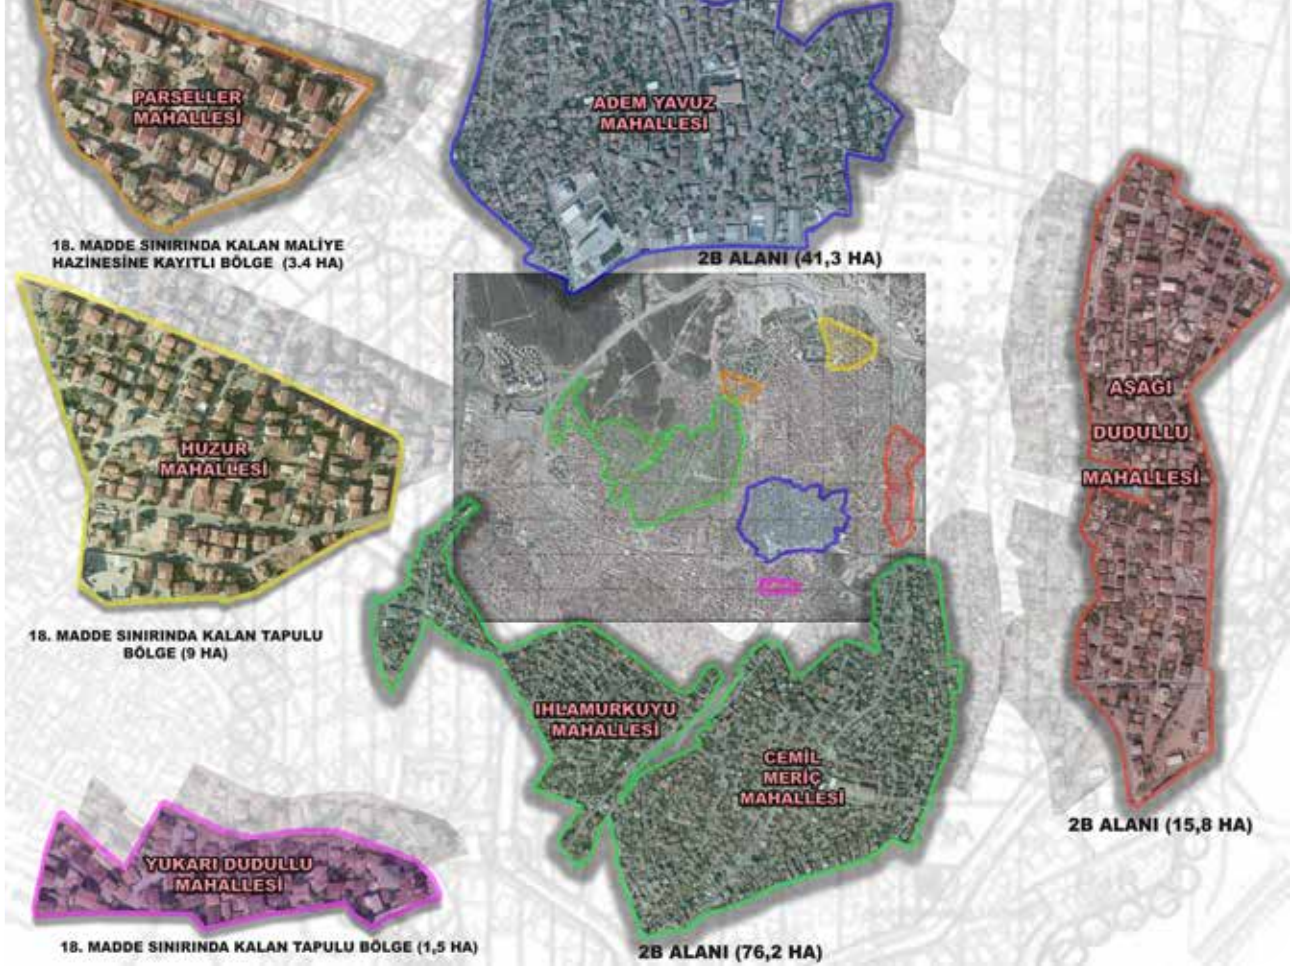 PARSELLER
MAHALLESİ
18. MADDE SINIRINDA KALAN MALİYE
HAZİNESİNE KAYITLI BÖLGE (3.4 HA)
ADEM YAVUZ
MAHALLESİ
2B ALANI (41,3 HA)
HUZUR
MAHALLESİ
18. MADDE SINIRINDA KALAN TAPULU
BÖLGE (9 HA)
AŞAĞI
DUDULLU
MAHALLESİ
2B ALANI (15,8 HA)
IHLAMURKUYU
MAHALLESİ
CEMİL
MERİÇ
MAHALLESİ
2B ALANI (76,2 HA)
YUKARI DUDULLU
MAHALLESİ
18. MADDE SINIRINDA KALAN TAPULU BÖLGE (1,5 HA)